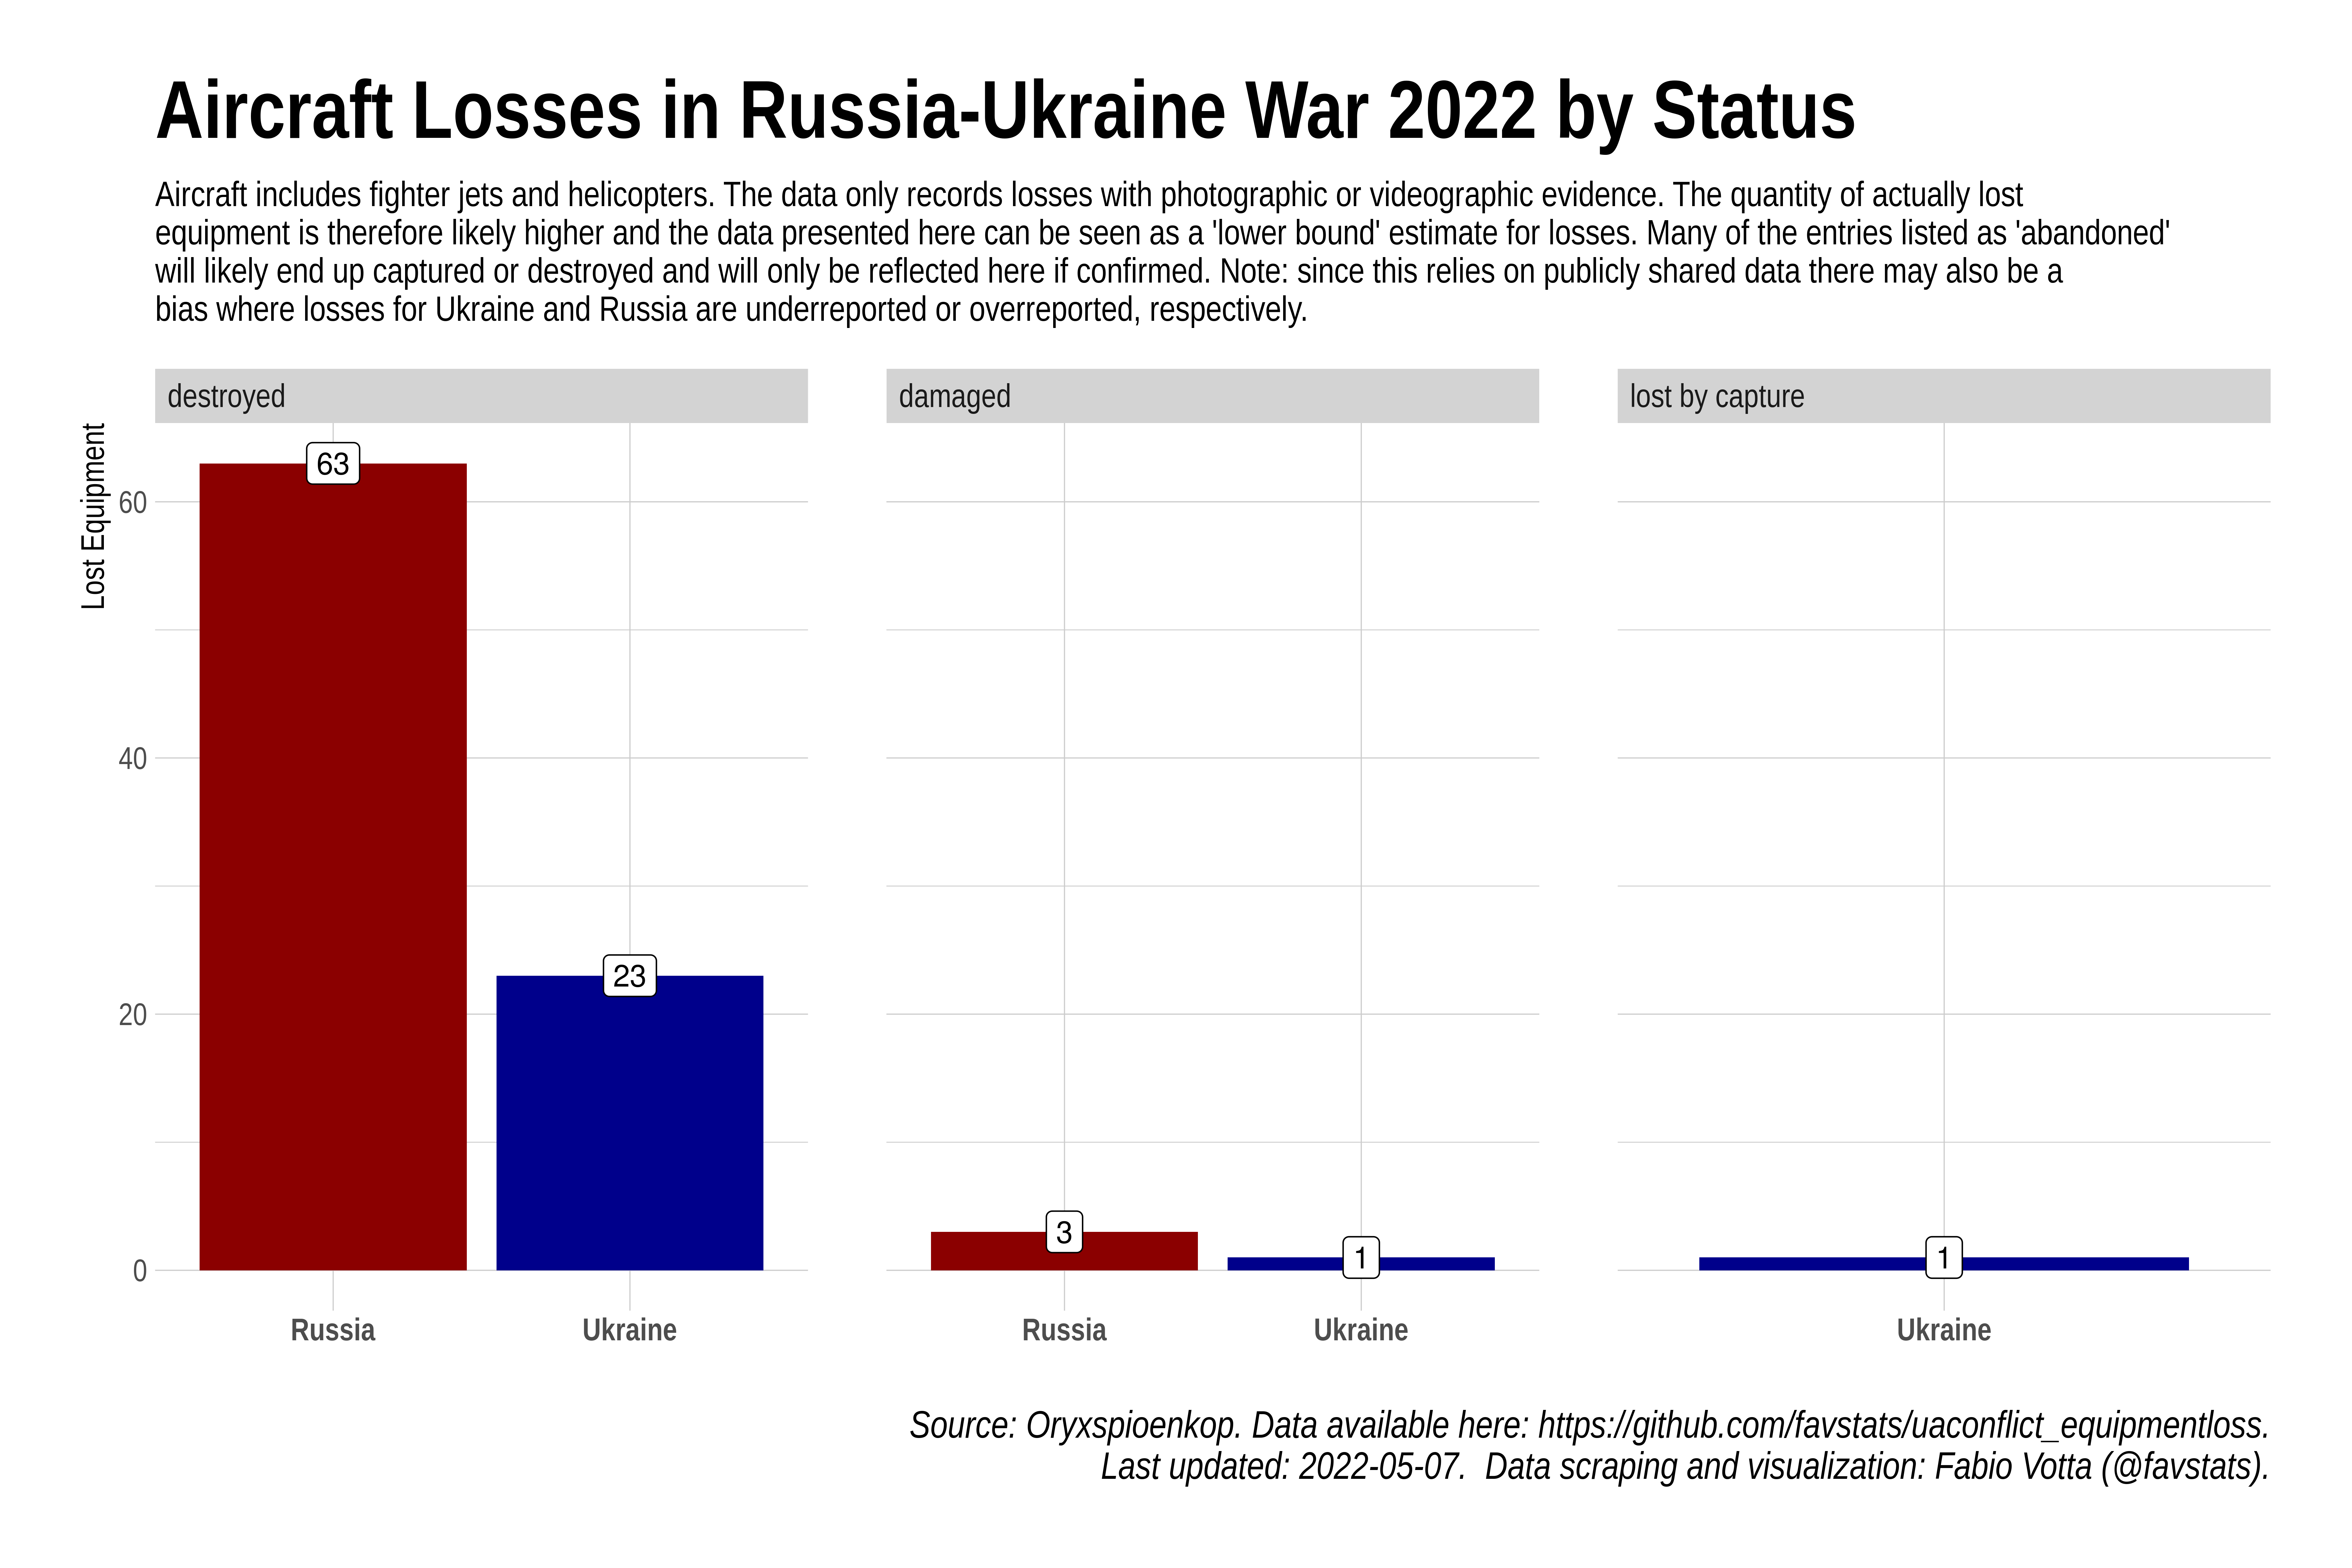 Aircraft Losses in Russia-Ukraine War 2022 by Status
Aircraft includes fighter jets and helicopters. The data only records losses with photographic or videographic evidence. The quantity of actually lost
equipment is therefore likely higher and the data presented here can be seen as a 'lower bound' estimate for losses. Many of the entries listed as 'abandoned'
will likely end up captured or destroyed and will only be reflected here if confirmed. Note: since this relies on publicly shared data there may also be a
bias where losses for Ukraine and Russia are underreported or overreported, respectively.
destroyed
damaged
lost by capture
Lost Equipment
60
40
20
0
63
23
3
1
1
Russia
Ukraine
Russia
Ukraine
Ukraine
Source: Oryxspioenkop. Data available here: https://github.com/favstats/uaconflict_equipmentloss.
Last updated: 2022-05-07.  Data scraping and visualization: Fabio Votta (@favstats).